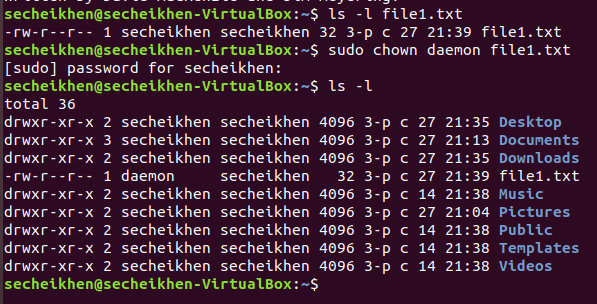 secheikhen@secheikhen-VirtualBox:~$ ls -l file1.txt
-rw-r--r-- 1 secheikhen secheikhen 32 3-р с 27 21:39 file1.txt
secheikhen@secheikhen-VirtualBox:~$ sudo chown daemon file1.txt
[sudo] password for secheikhen:
secheikhen@secheikhen-VirtualBox:~$ ls -l
total 36
drwxr-xr-x 2 secheikhen secheikhen 4096 3-р с 27 21:35 Desktop
drwxr-xr-x 3 secheikhen secheikhen 4096 3-р с 27 21:13 Documents
drwxr-xr-x 2 secheikhen secheikhen 4096 3-р с 27 21:35 Downloads
-rw-r--r-- 1 daemon     secheikhen   32 3-р с 27 21:39 file1.txt
drwxr-xr-x 2 secheikhen secheikhen 4096 3-р с 14 21:38 Music
drwxr-xr-x 2 secheikhen secheikhen 4096 3-р с 27 21:04 Pictures
drwxr-xr-x 2 secheikhen secheikhen 4096 3-р с 14 21:38 Public
drwxr-xr-x 2 secheikhen secheikhen 4096 3-р с 14 21:38 Templates
drwxr-xr-x 2 secheikhen secheikhen 4096 3-р с 14 21:38 Videos
secheikhen@secheikhen-VirtualBox:~$